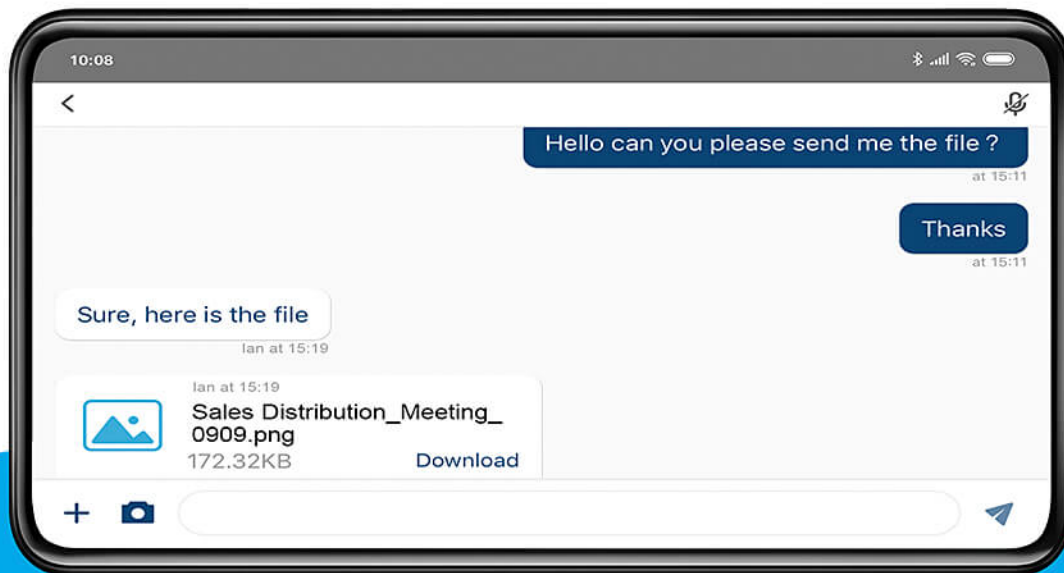 10:08
Hello can you please send me the file ?
at 15:11
Thanks
at 15:11
Sure, here is the file
Ian at 15:19
Ian at 15:19
Sales Distribution_Meeting_
0909.png
172.32KB
Download